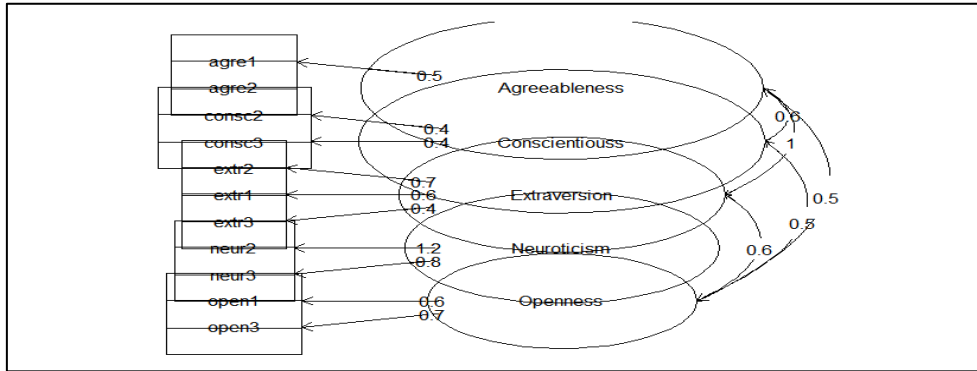 agre1
0.5
agre2
Agreeableness
0.6
consc2
0.4
consc3
0.4
Conscientiouss
1
extr2
0.7
extr1
0.6
Extraversion
0.5
extr3
0.4
neur2
1.2
Neuroticism
0.6
neur3
0.8
open1
0.6
Openness
open3
0.7